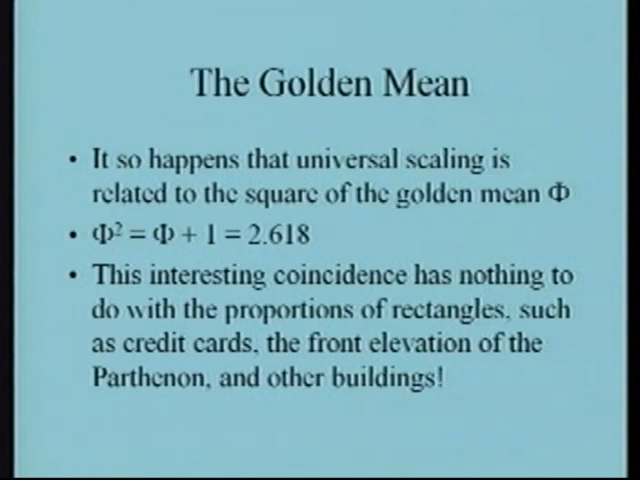 The Golden Mean
• It so happens that universal scaling is
related to the square of the golden mean Φ
• Φ² = Φ + 1 = 2.618
• This interesting coincidence has nothing to
do with the proportions of rectangles, such
as credit cards, the front elevation of the
Parthenon, and other buildings!